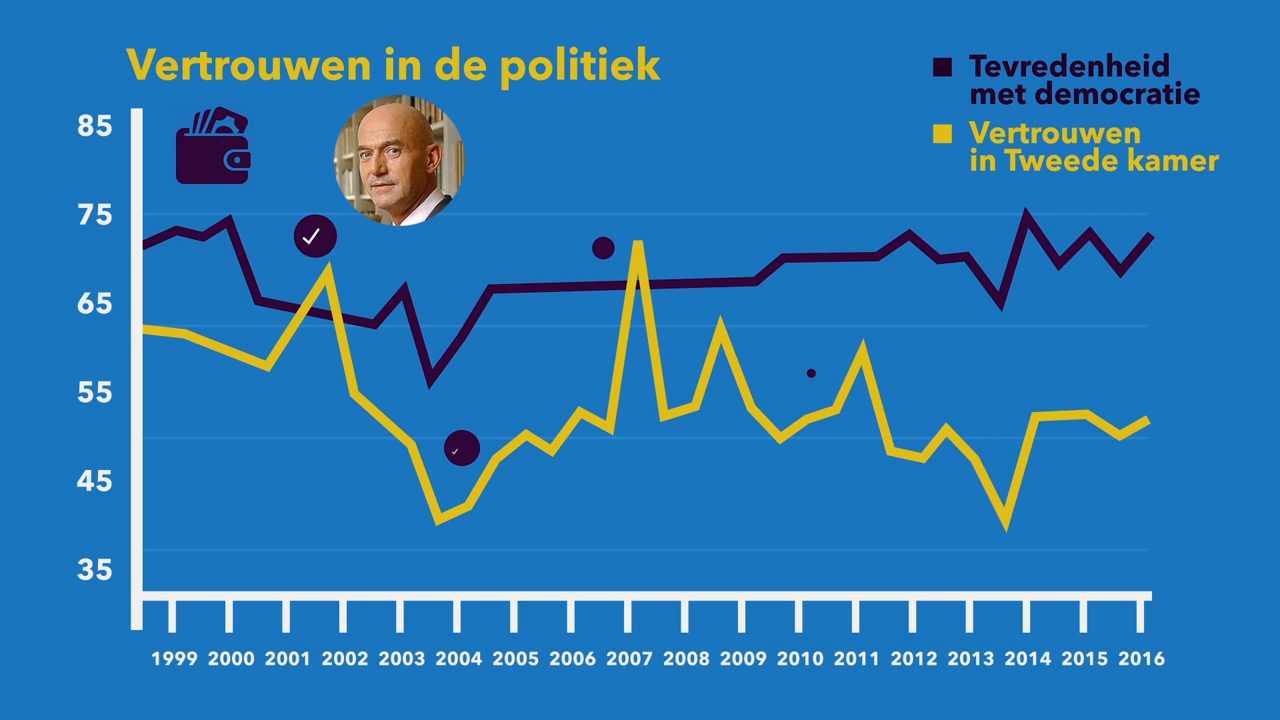 Vertrouwen in de politiek
Tevredenheid
met democratie
Vertrouwen
in Tweede kamer
85
75
65
55
45
35
1999 2000 2001 2002 2003 2004 2005 2006 2007 2008 2009 2010 2011 2012 2013 2014 2015 2016